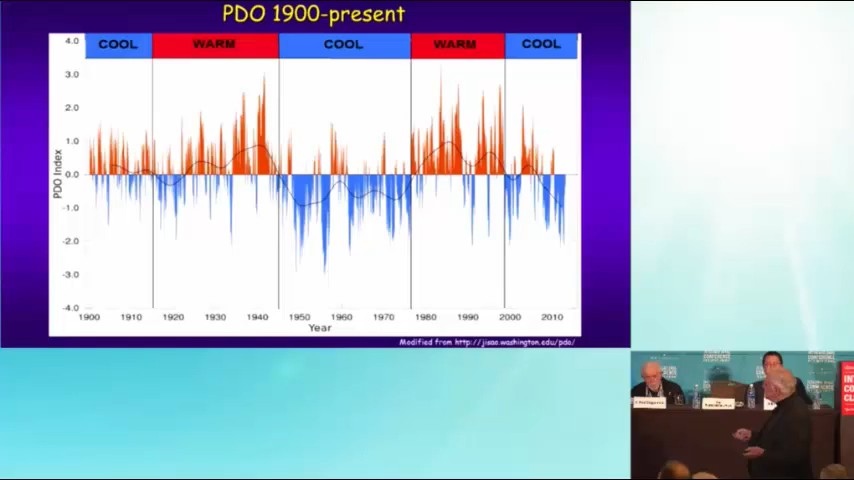 PDO 1900-present
COOL WARM COOL WARM COOL
4.0
3.0
2.0
1.0
0.0
-1.0
-2.0
-3.0
-4.0
PDO Index
1900 1910 1920 1930 1940 1950 1960 1970 1980 1990 2000 2010
Year
Modified from http://jisao.washington.edu/pdo/